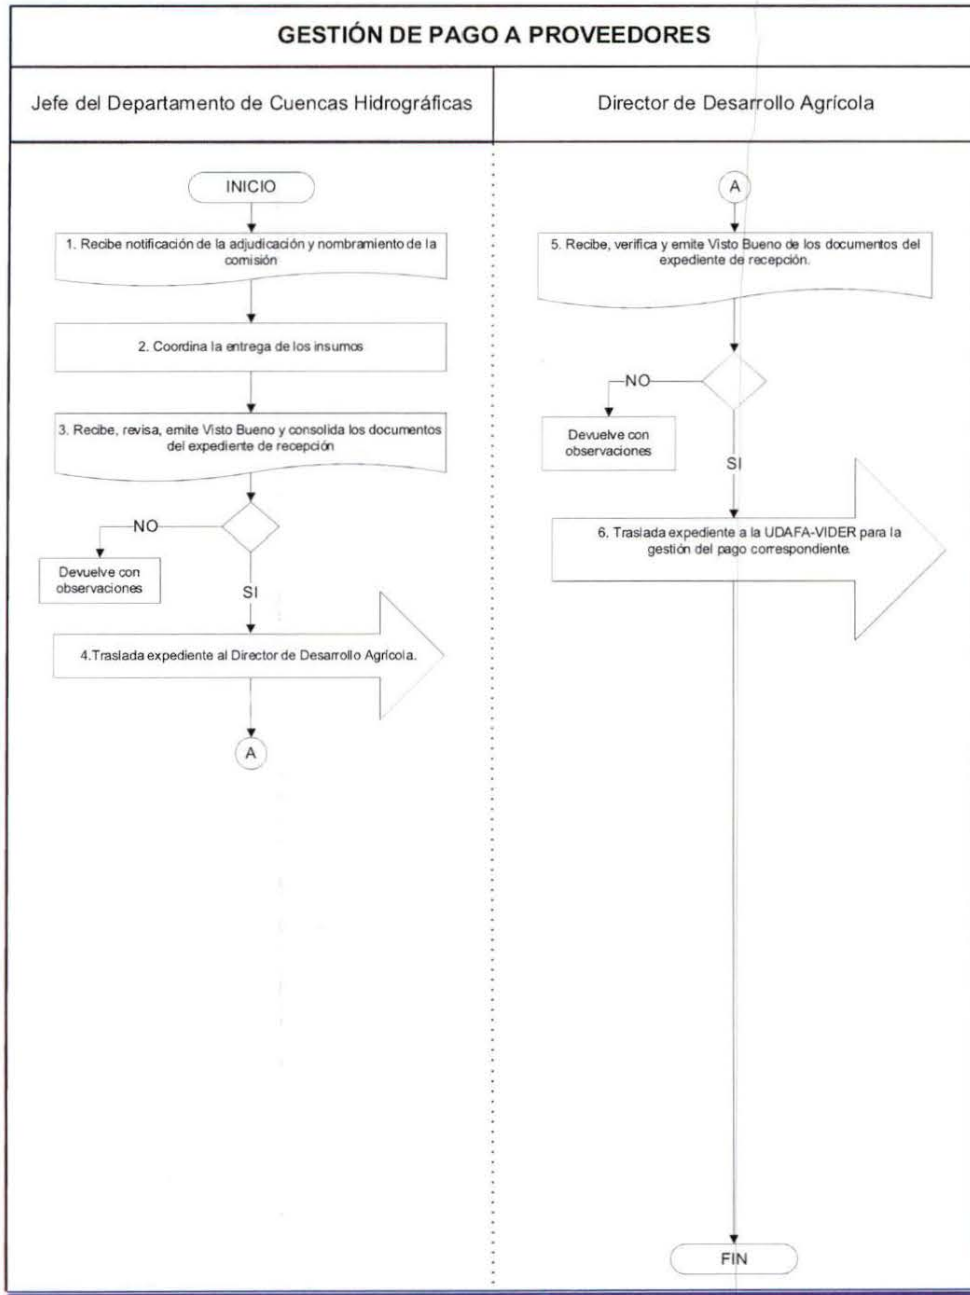 GESTIÓN DE PAGO A PROVEEDORES
Jefe del Departamento de Cuencas Hidrográficas
Director de Desarrollo Agrícola
INICIO
1. Recibe notificación de la adjudicación y nombramiento de la
comisión
2. Coordina la entrega de los insumos
3. Recibe, revisa, emite Visto Bueno y consolida los documentos
del expediente de recepción
NO
Devuelve con
observaciones
SI
4.Traslada expediente al Director de Desarrollo Agrícola.
A
A
5. Recibe, verifica y emite Visto Bueno de los documentos del
expediente de recepción.
NO
Devuelve con
observaciones
SI
6. Traslada expediente a la UDAFA-VIDER para la
gestión del pago correspondiente.
FIN